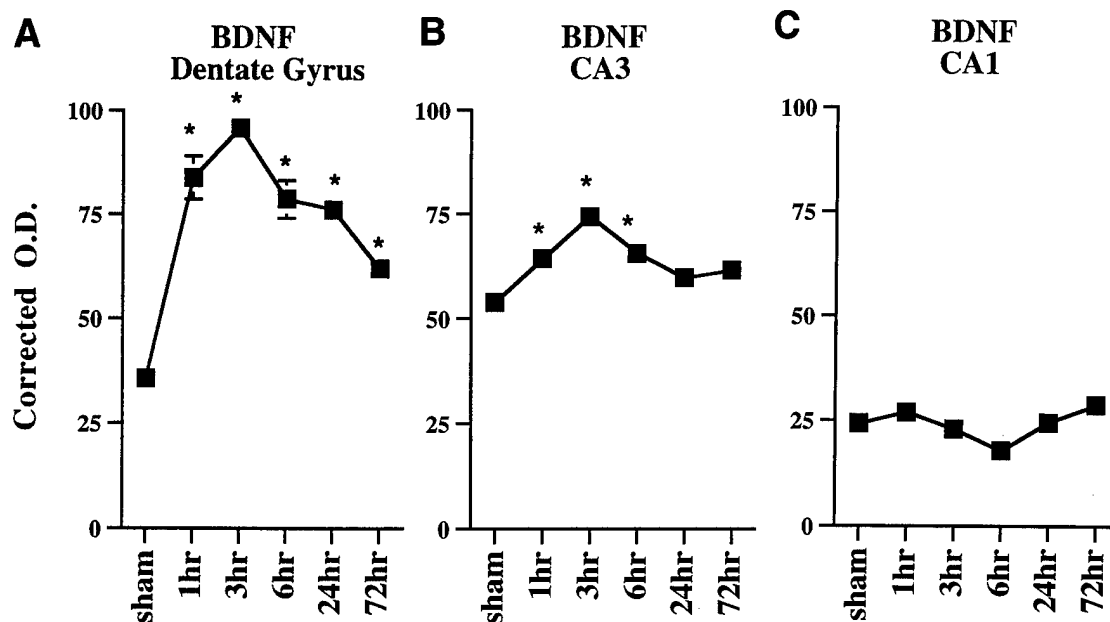 A
BDNF
Dentate Gyrus
Corrected O.D.
100
75
50
25
0
*
*
*
*
*
sham
1hr
3hr
6hr
24hr
72hr
B
BDNF
CA3
100
75
50
25
0
*
*
*
sham
1hr
3hr
6hr
24hr
72hr
C
BDNF
CA1
100
75
50
25
0
sham
1hr
3hr
6hr
24hr
72hr